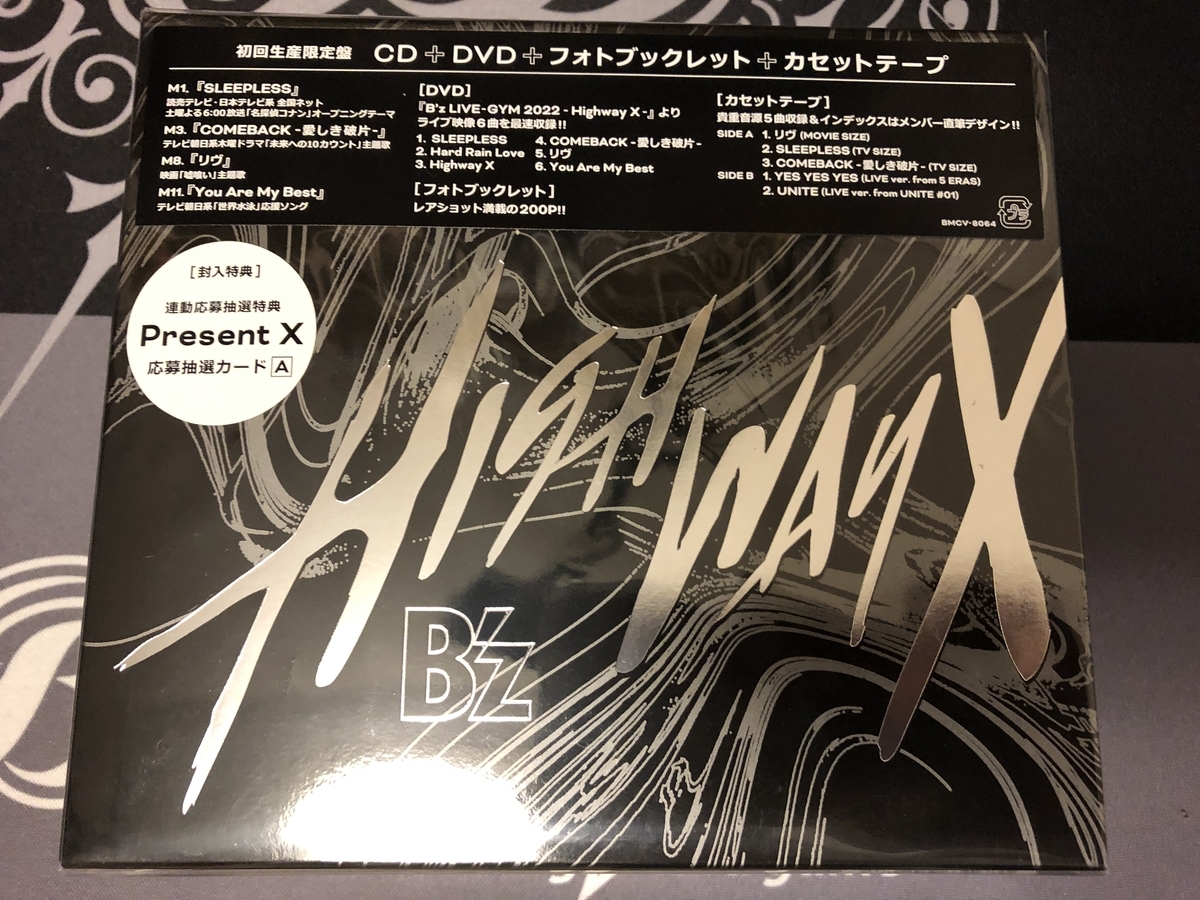 初回生産限定盤 CD+DVD+フォトブックレット+カセットテープ
M1.『SLEEPLESS』
読売テレビ・日本テレビ系 全国ネット
土曜よる6:00放送「名探偵コナン」オープニングテーマ
M3.『COMEBACK -愛しき破片-』
テレビ朝日系木曜ドラマ「未来への10カウント」主題歌
M8.『リヴ』
映画「嘘喰い」主題歌
M11.『You Are My Best』
テレビ朝日系「世界水泳」応援ソング
[DVD]
『B'z LIVE-GYM 2022 - Highway X -』より
ライブ映像6曲を最速収録!!
1. SLEEPLESS
2. Hard Rain Love
3. Highway X
4. COMEBACK -愛しき破片-
5. リヴ
6. You Are My Best
[フォトブックレット]
レアショット満載の200P!!
[カセットテープ]
貴重音源5曲収録&インデックスはメンバー直筆デザイン!!
SIDE A 1. リヴ (MOVIE SIZE)
2. SLEEPLESS (TV SIZE)
3. COMEBACK -愛しき破片- (TV SIZE)
SIDE B 1. YES YES YES (LIVE ver. from 5 ERAS)
2. UNITE (LIVE ver. from UNITE #01)
プラ
BMCV-8064
[封入特典]
連動応募抽選特典
Present X
応募抽選カード A
HIGHWAY X
B'z